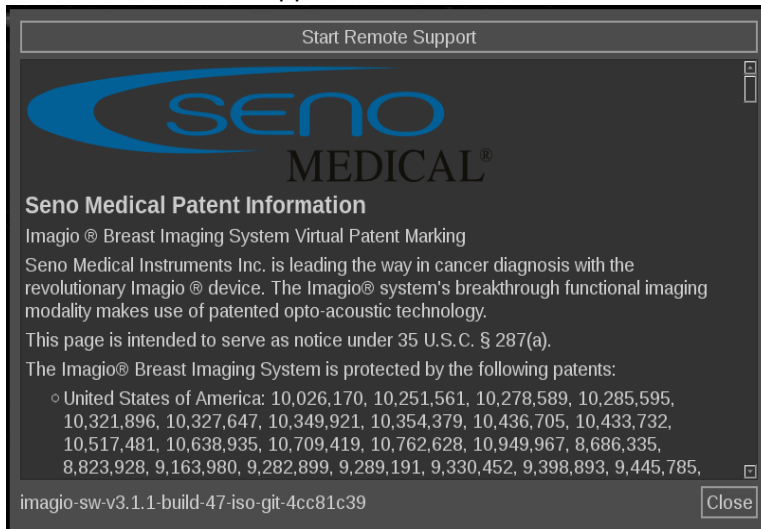 Start Remote Support
SENO
MEDICAL®
Seno Medical Patent Information
Imagio ® Breast Imaging System Virtual Patent Marking
Seno Medical Instruments Inc. is leading the way in cancer diagnosis with the
revolutionary Imagio ® device. The Imagio® system's breakthrough functional imaging
modality makes use of patented opto-acoustic technology.
This page is intended to serve as notice under 35 U.S.C. § 287(a).
The Imagio® Breast Imaging System is protected by the following patents:
○ United States of America: 10,026,170, 10,251,561, 10,278,589, 10,285,595,
10,321,896, 10,327,647, 10,349,921, 10,354,379, 10,436,705, 10,433,732,
10,517,481, 10,638,935, 10,709,419, 10,762,628, 10,949,967, 8,686,335,
8,823,928, 9,163,980, 9,282,899, 9,289,191, 9,330,452, 9,398,893, 9,445,785,
imagio-sw-v3.1.1-build-47-iso-git-4cc81c39
Close